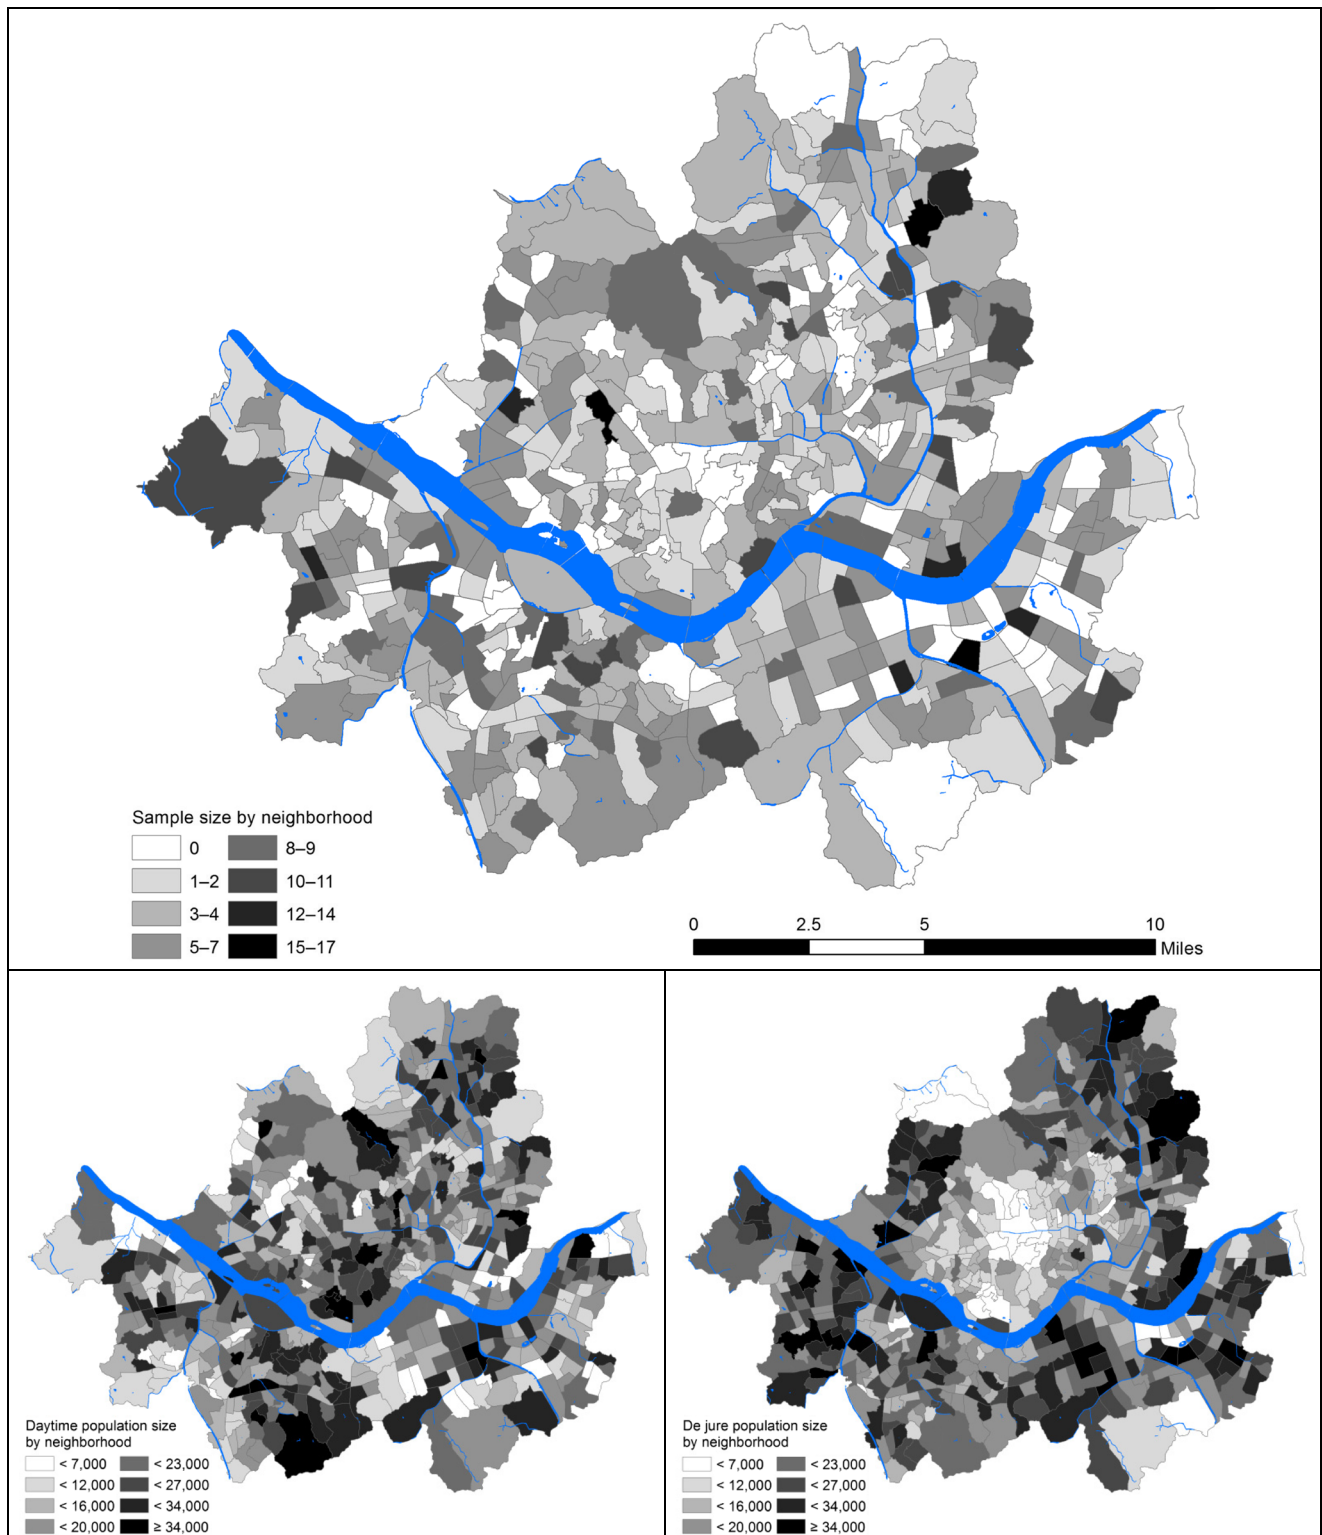 Sample size by neighborhood
0 8–9
1–2 10–11
3–4 12–14
5–7 15–17
0 2.5 5 10
Miles
Daytime population size
by neighborhood
< 7,000 < 23,000
< 12,000 < 27,000
< 16,000 < 34,000
< 20,000 ≥ 34,000
De jure population size
by neighborhood
< 7,000 < 23,000
< 12,000 < 27,000
< 16,000 < 34,000
< 20,000 ≥ 34,000